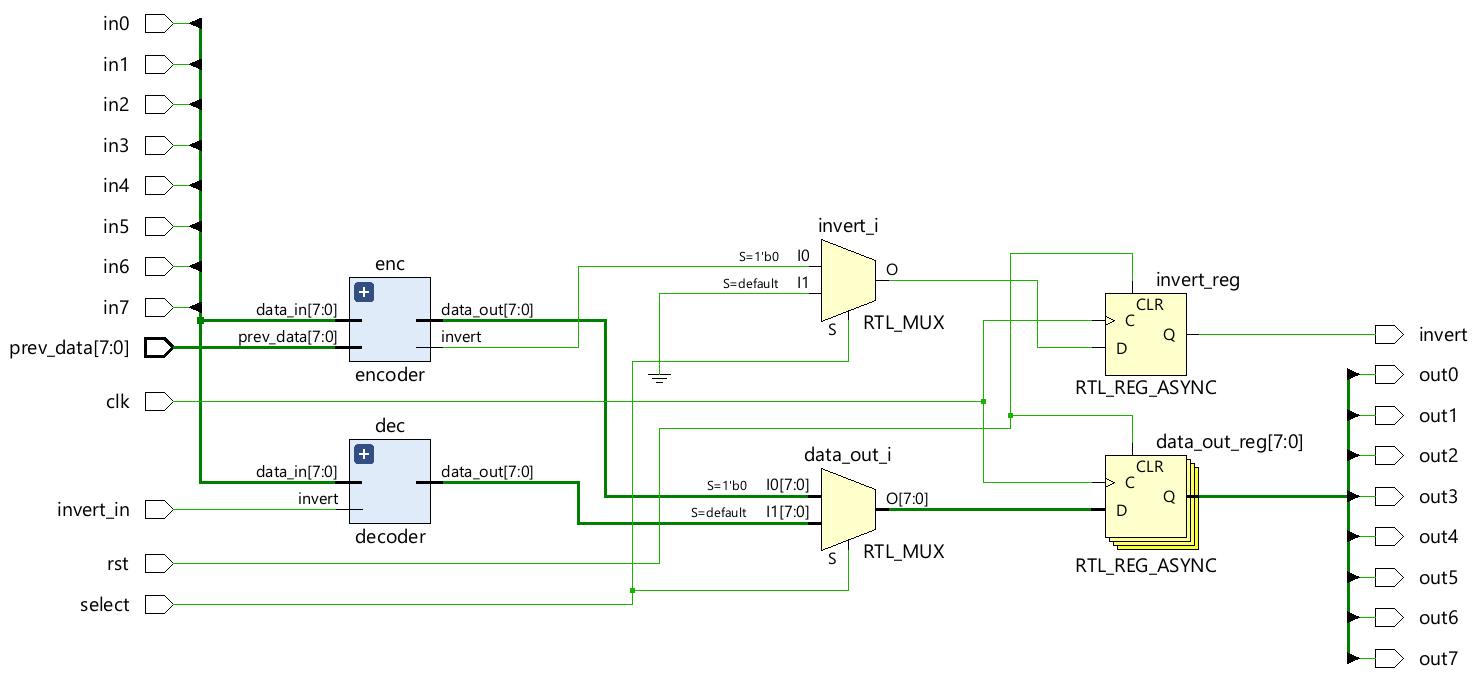 in0
in1
in2
in3
in4
in5
in6
in7
prev_data[7:0]
clk
invert_in
rst
select
enc
data_in[7:0]
prev_data[7:0]
data_out[7:0]
invert
encoder
dec
data_in[7:0]
invert
data_out[7:0]
decoder
invert_i
S=1'b0 I0
S=default I1
O
S
RTL_MUX
data_out_i
S=1'b0 I0[7:0]
S=default I1[7:0]
O[7:0]
S
RTL_MUX
invert_reg
CLR
C
D
Q
RTL_REG_ASYNC
data_out_reg[7:0]
CLR
C
D
Q
RTL_REG_ASYNC
invert
out0
out1
out2
out3
out4
out5
out6
out7